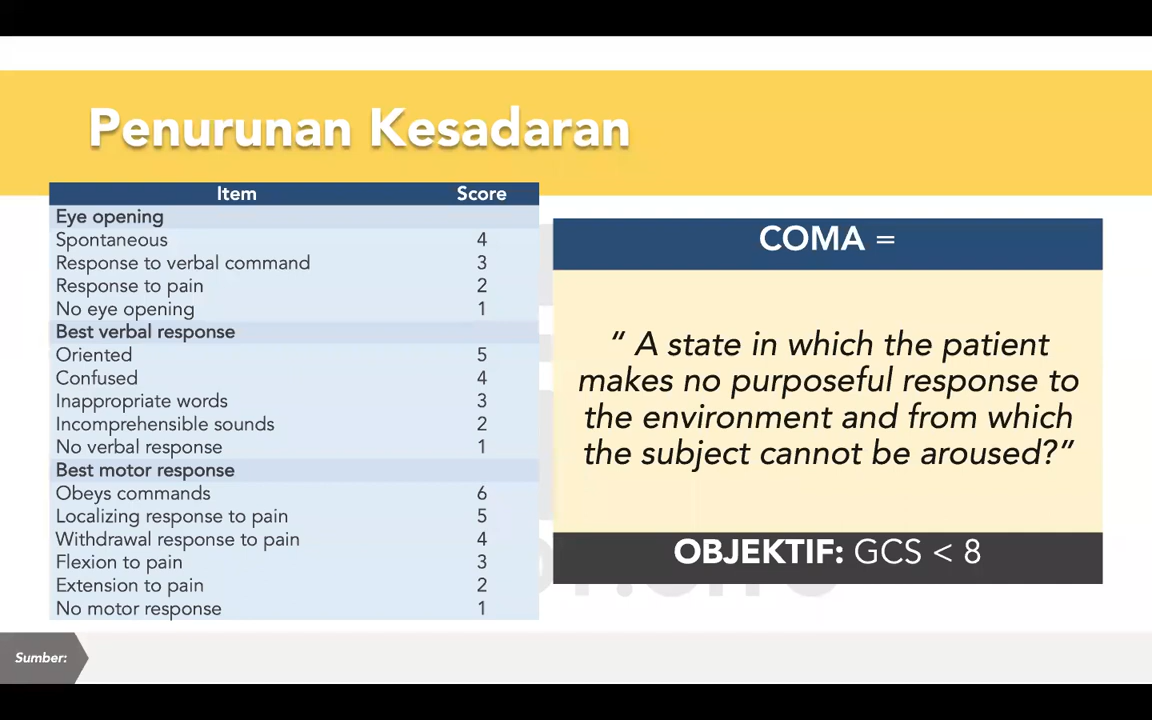 Penurunan Kesadaran
Item Score
Eye opening
Spontaneous 4
Response to verbal command 3
Response to pain 2
No eye opening 1
Best verbal response
Oriented 5
Confused 4
Inappropriate words 3
Incomprehensible sounds 2
No verbal response 1
Best motor response
Obeys commands 6
Localizing response to pain 5
Withdrawal response to pain 4
Flexion to pain 3
Extension to pain 2
No motor response 1
COMA =
“ A state in which the patient
makes no purposeful response to
the environment and from which
the subject cannot be aroused?”
OBJEKTIF: GCS < 8
Sumber: